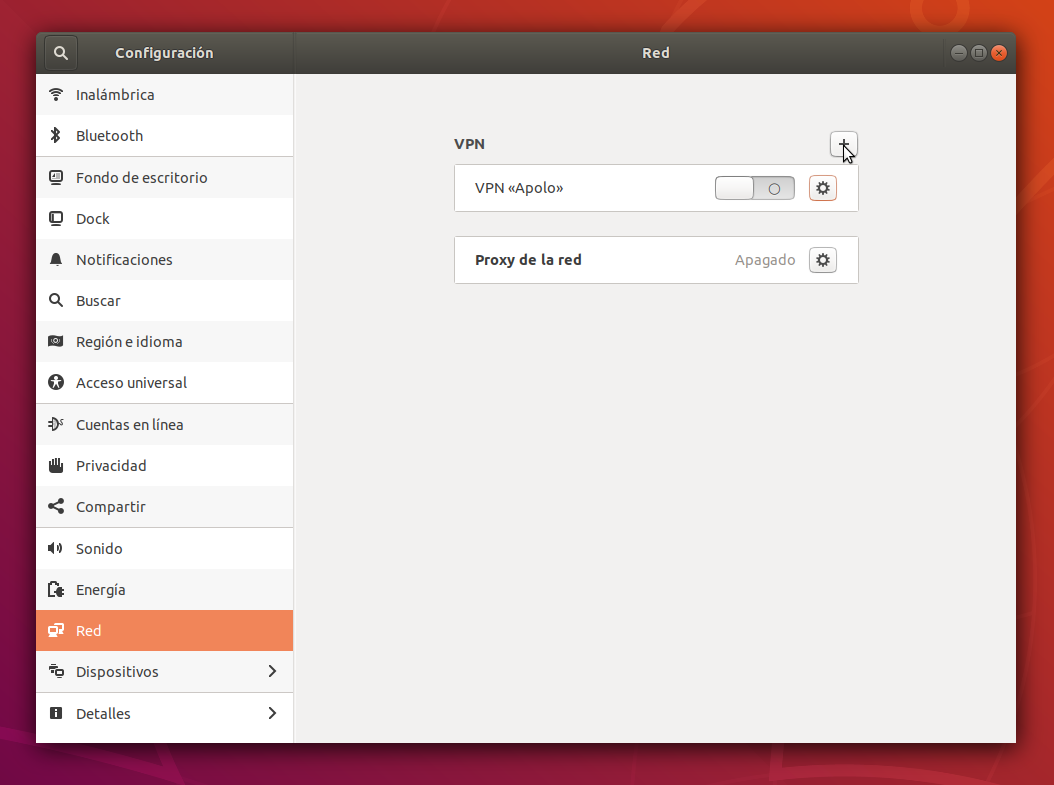 Configuración
Red
Inalámbrica
Bluetooth
Fondo de escritorio
Dock
Notificaciones
Buscar
Región e idioma
Acceso universal
Cuentas en línea
Privacidad
Compartir
Sonido
Energía
Red
Dispositivos
Detalles
VPN
VPN «Apolo»
Proxy de la red Apagado